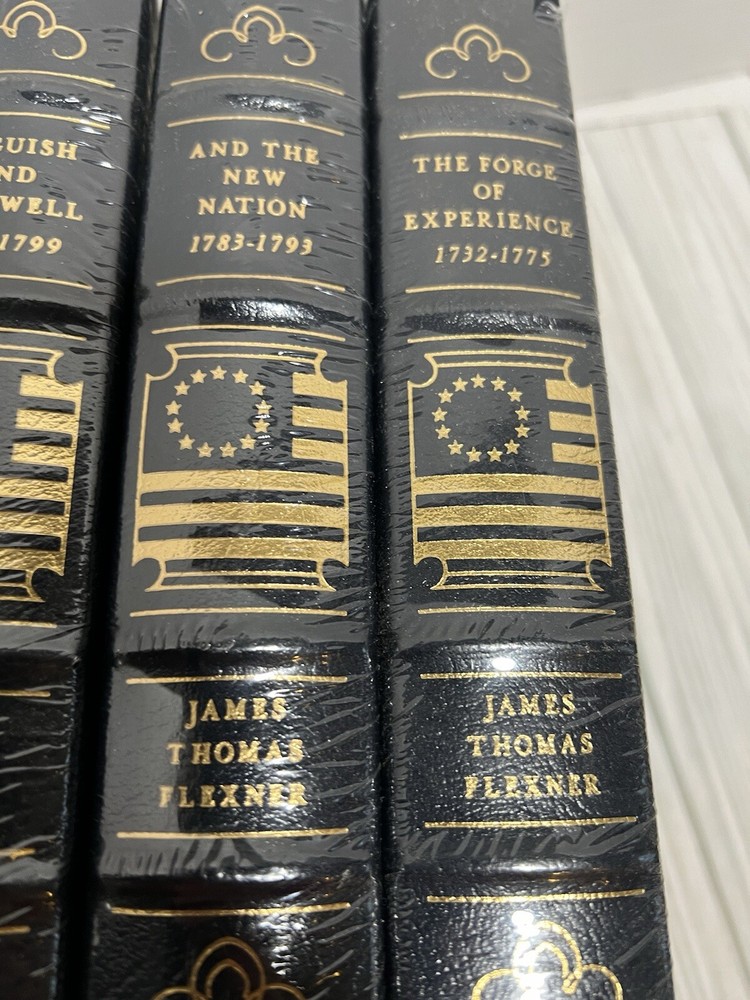 GUISH
ND
WELL
1799
AND THE
NEW
NATION
1783-1793
JAMES
THOMAS
FLEXNER
THE FORGE
OF
EXPERIENCE
1732-1775
JAMES
THOMAS
FLEXNER